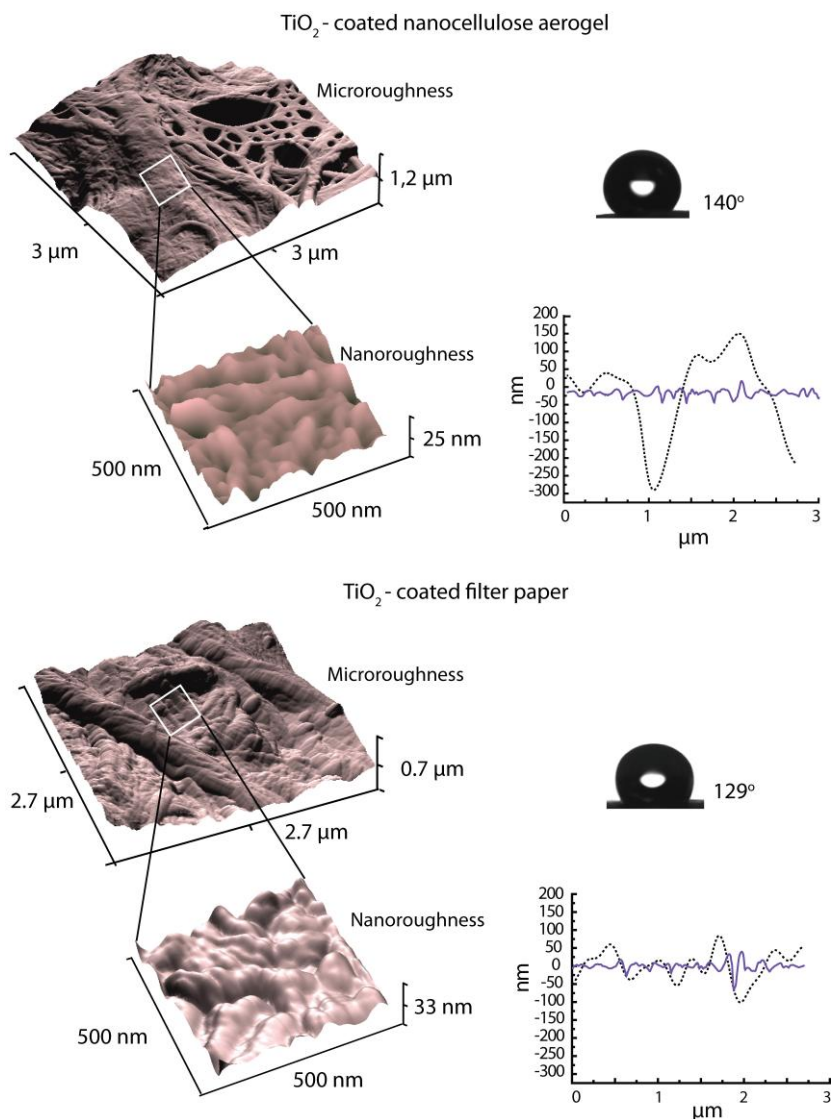 TiO2 - coated nanocellulose aerogel
Microroughness
1,2 µm
3 µm
3 µm
140º
Nanoroughness
25 nm
500 nm
500 nm
200
150
100
50
0
-50
-100
-150
-200
-250
-300
nm
0
1
2
3
µm
TiO2 - coated filter paper
Microroughness
0.7 µm
2.7 µm
2.7 µm
129º
Nanoroughness
33 nm
500 nm
500 nm
200
150
100
50
0
-50
-100
-150
-200
-250
-300
nm
0
1
2
3
µm